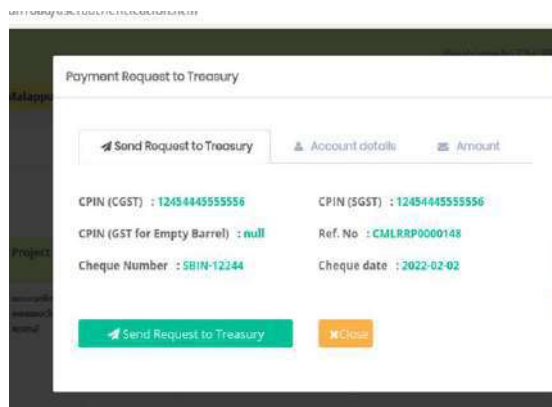 Payment Request to Treasury
Send Request to Treasury Account details Amount
CPIN (CGST) : 12454445555556 CPIN (SGST) : 12454445555556
CPIN (GST for Empty Barrel) : null Ref. No : CMLRRP0000148
Cheque Number : SBIN-12244 Cheque date : 2022-02-02
Project
Send Request to Treasury Close